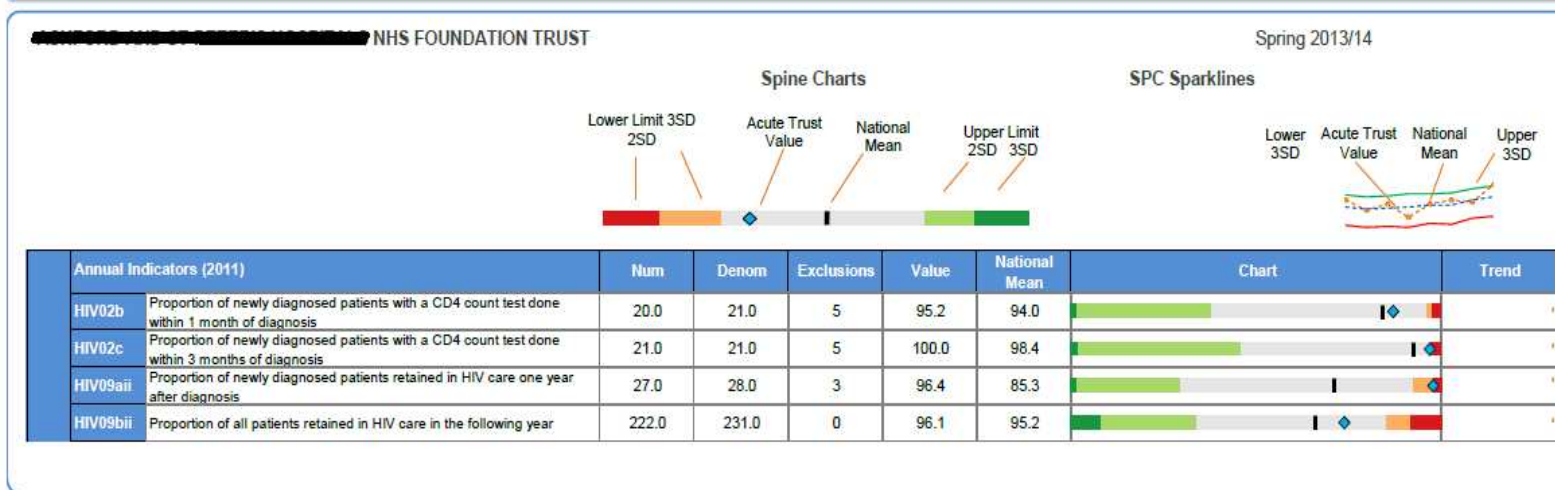 NHS FOUNDATION TRUST
Spring 2013/14
Spine Charts
SPC Sparklines
Lower Limit 3SD
2SD
Acute Trust
Value
National
Mean
Upper Limit
2SD 3SD
Lower
3SD
Acute Trust
Value
National
Mean
Upper
3SD
Annual Indicators (2011)
Num
Denom
Exclusions
Value
National
Mean
Chart
Trend
HIV02b
Proportion of newly diagnosed patients with a CD4 count test done
within 1 month of diagnosis
20.0
21.0
5
95.2
94.0
HIV02c
Proportion of newly diagnosed patients with a CD4 count test done
within 3 months of diagnosis
21.0
21.0
5
100.0
98.4
HIV09aii
Proportion of newly diagnosed patients retained in HIV care one year
after diagnosis
27.0
28.0
3
96.4
85.3
HIV09bii
Proportion of all patients retained in HIV care in the following year
222.0
231.0
0
96.1
95.2